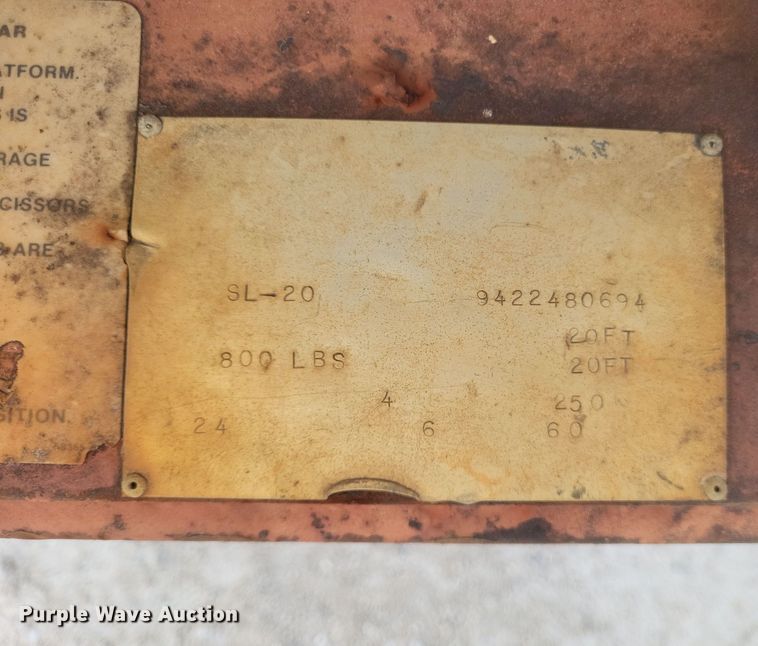 AR
ATFORM.
IS
RAGE
CISSORS
ARE
SITION.
SL-20 9422480694
20FT
800 LBS 20FT
4 250
24 6 60
Purple Wave Auction